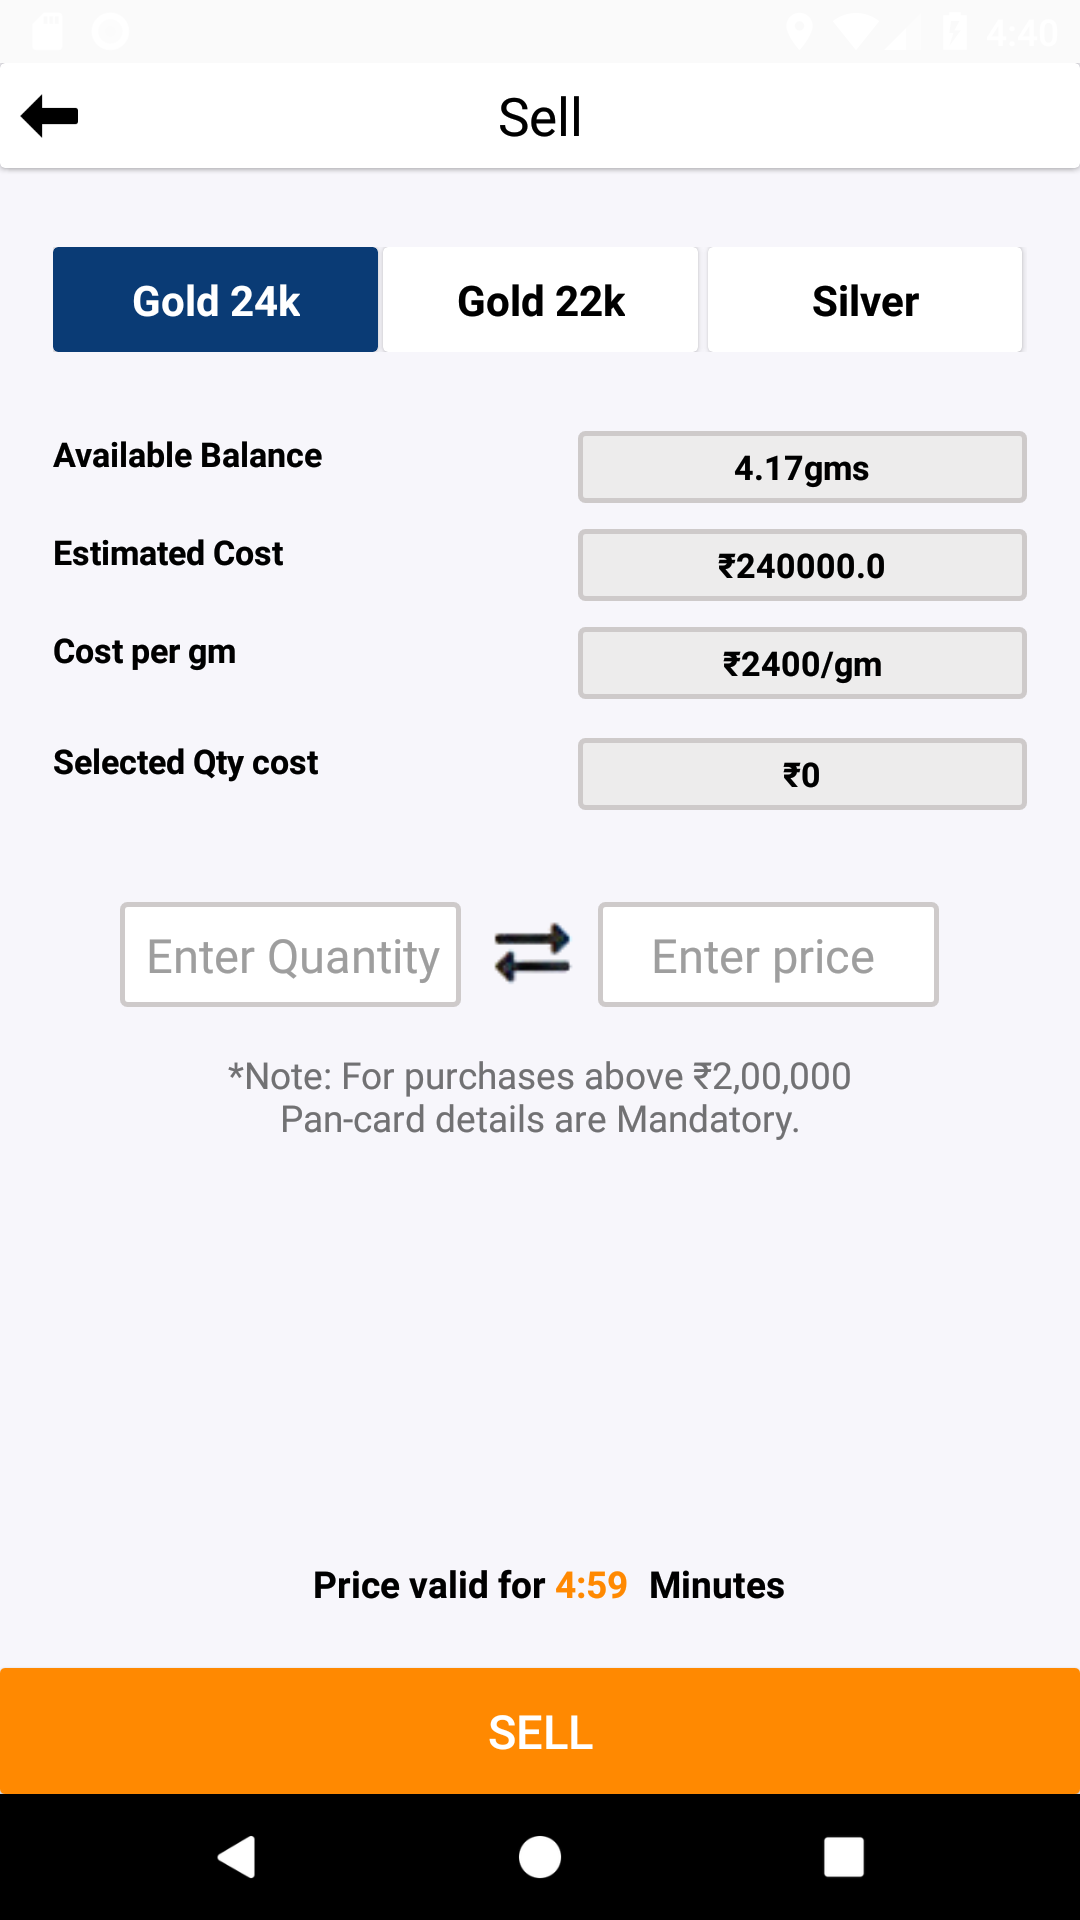 4:40
Sell
Gold 24k Gold 22k Silver
Available Balance 4.17gms
Estimated Cost ₹240000.0
Cost per gm ₹2400/gm
Selected Qty cost ₹0
Enter Quantity Enter price
*Note: For purchases above ₹2,00,000
Pan-card details are Mandatory.
Price valid for 4:59 Minutes
SELL